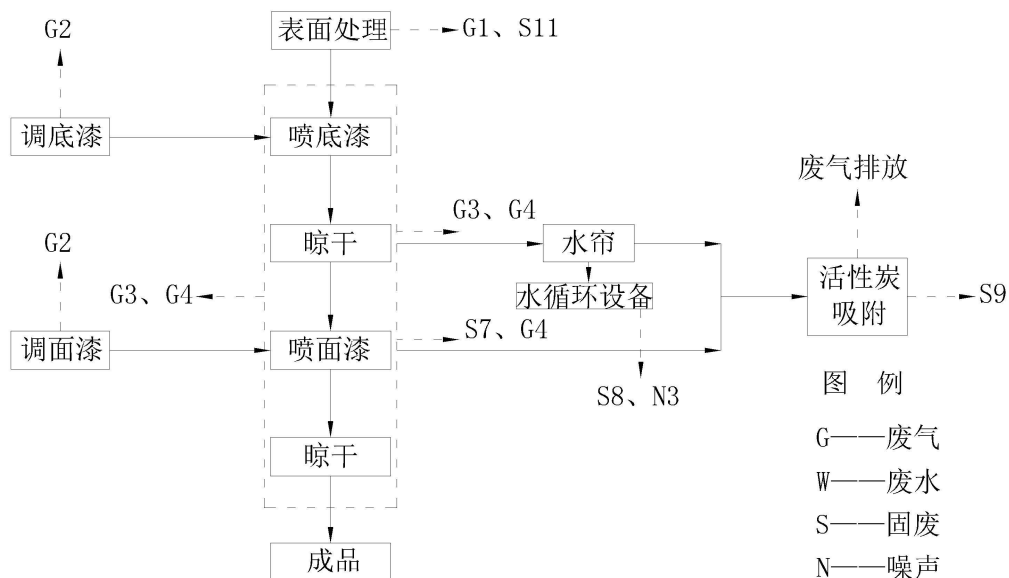 G2
表面处理
G1、S11
调底漆
喷底漆
废气排放
G3、G4
G2
晾干
水帘
活性炭
吸附
G3、G4
水循环设备
S9
S7、G4
调面漆
喷面漆
图 例
S8、N3
G——废气
晾干
W——废水
S——固废
成品
N——噪声